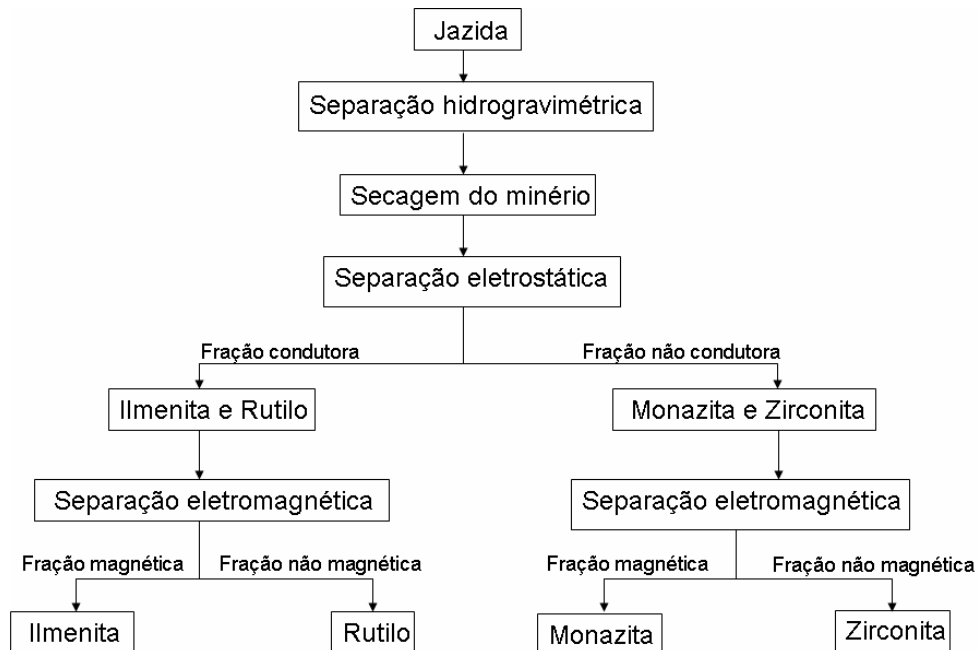 Jazida
Separação hidrogravimétrica
Secagem do minério
Separação eletrostática
Fração condutora
Fração não condutora
Ilmenita e Rutilo
Monazita e Zirconita
Separação eletromagnética
Separação eletromagnética
Fração magnética
Fração não magnética
Fração magnética
Fração não magnética
Ilmenita
Rutilo
Monazita
Zirconita